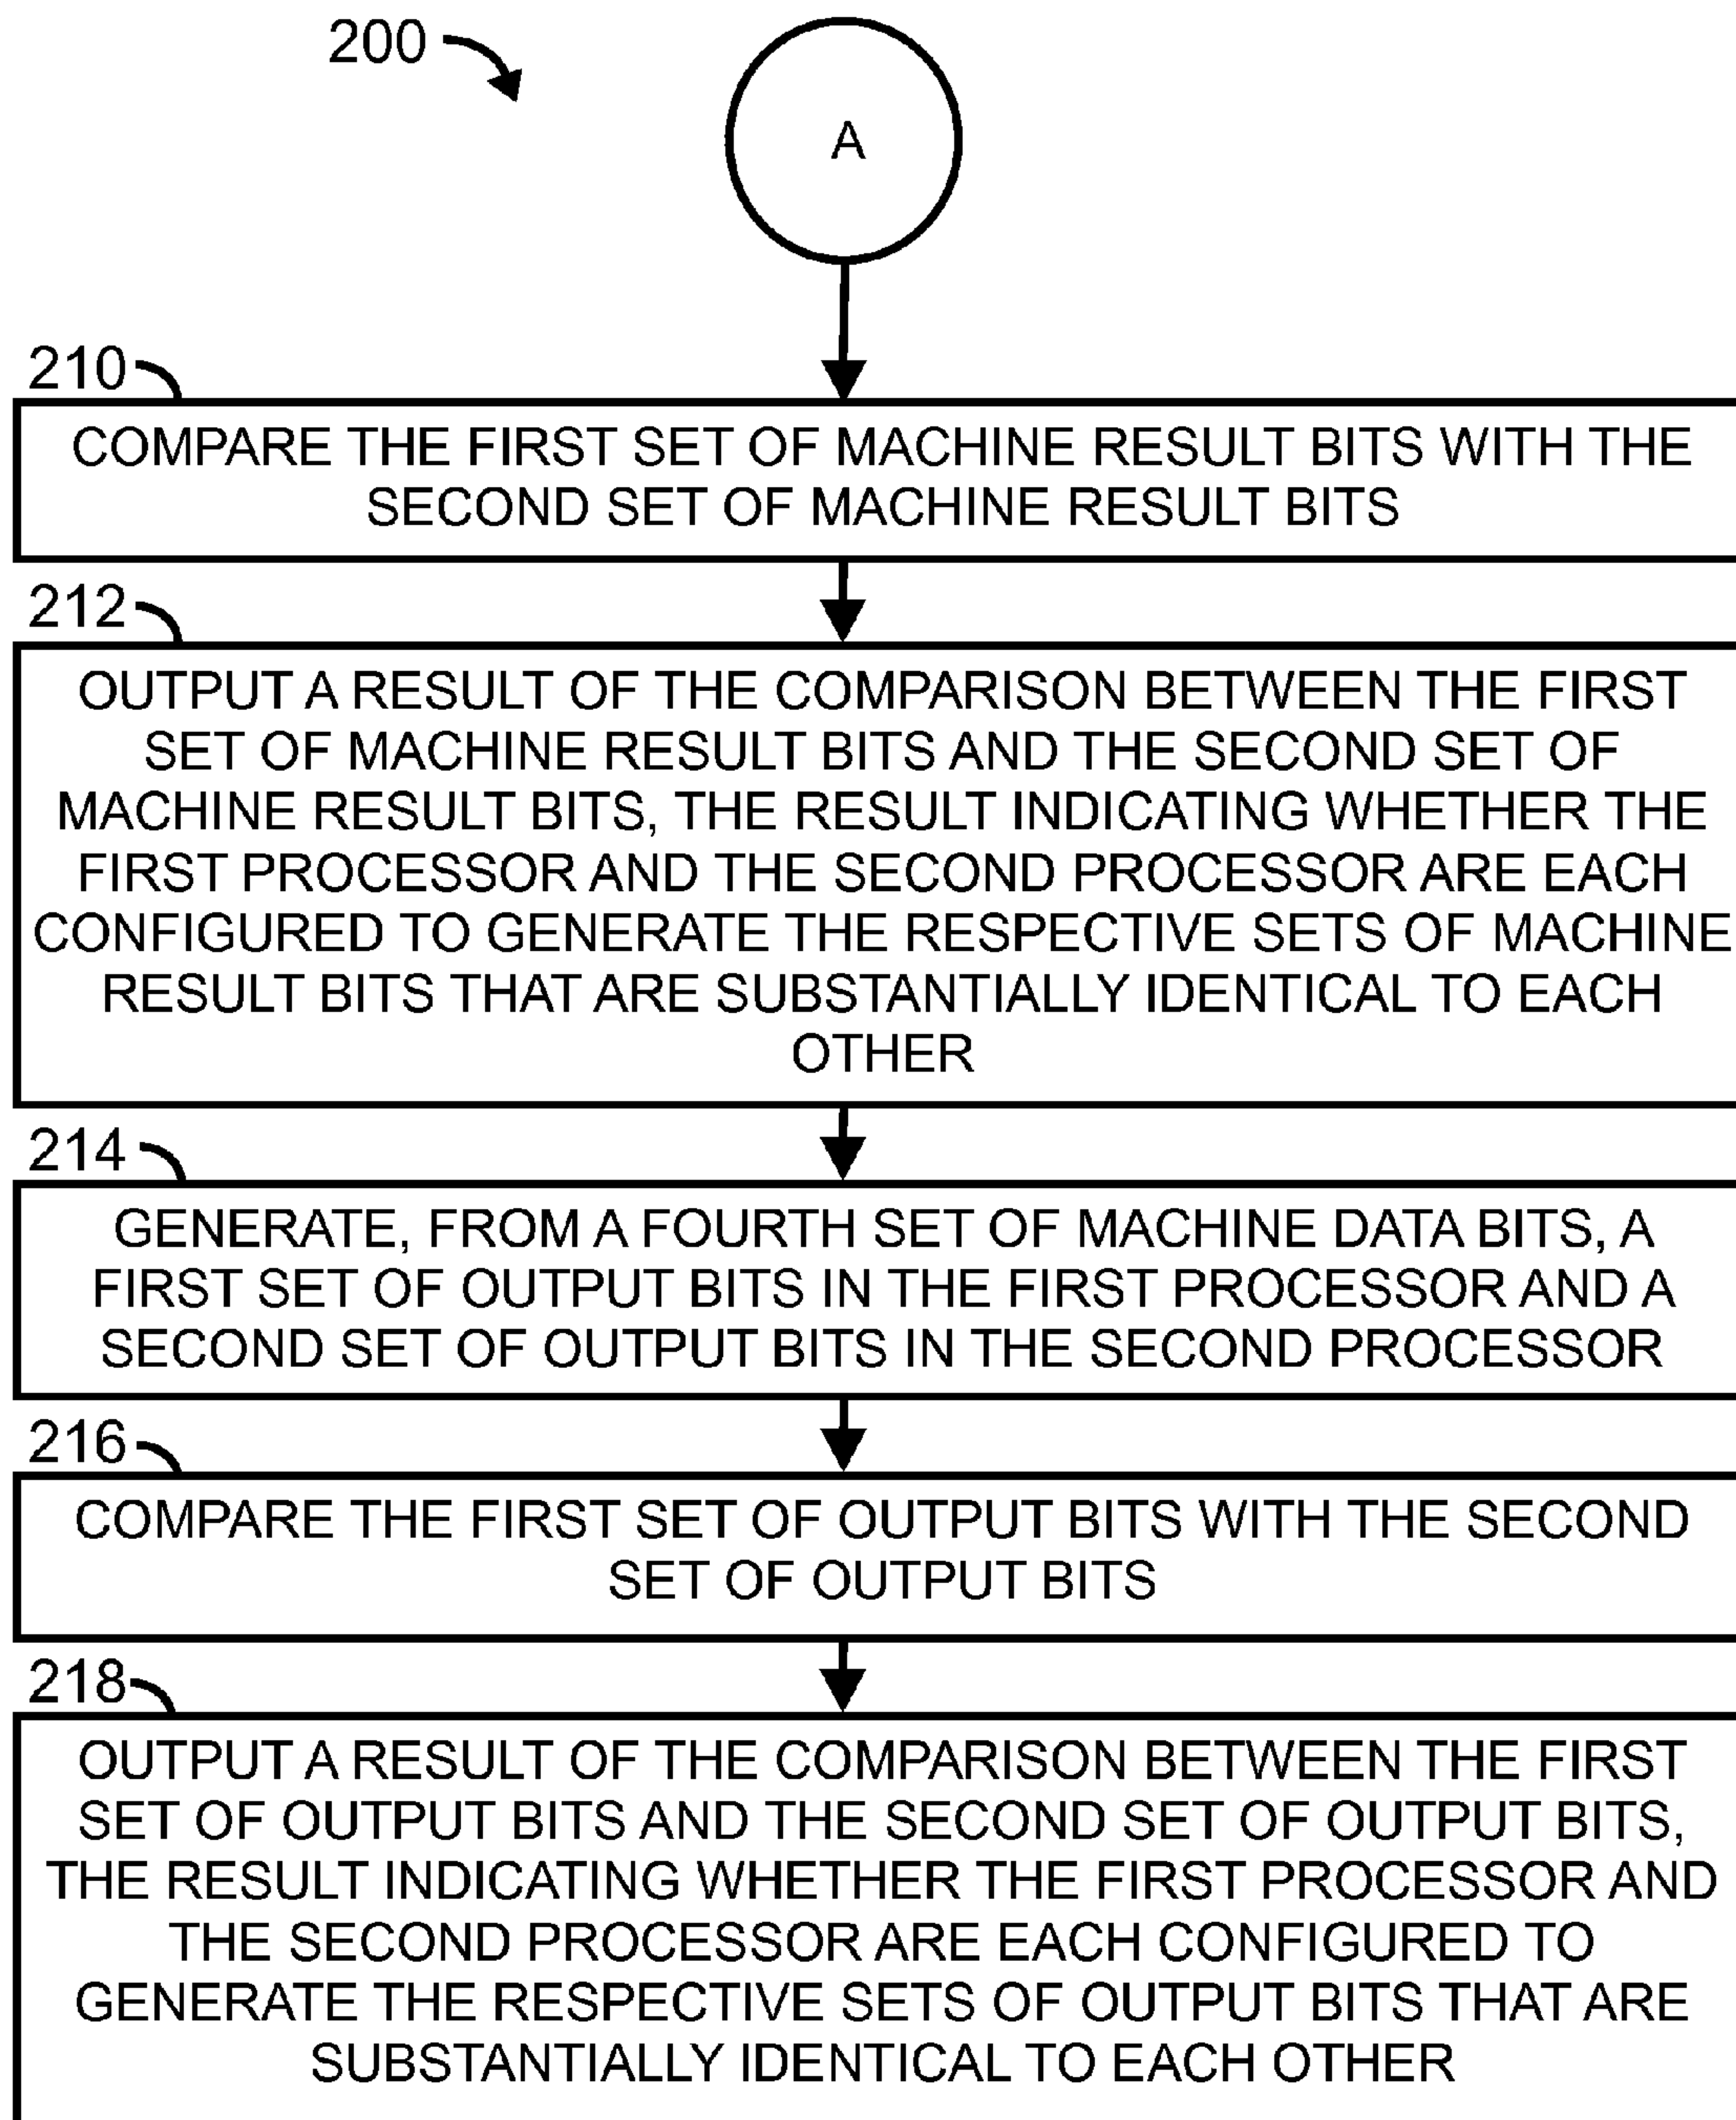 200
A
210
COMPARE THE FIRST SET OF MACHINE RESULT BITS WITH THE
SECOND SET OF MACHINE RESULT BITS
212
OUTPUT A RESULT OF THE COMPARISON BETWEEN THE FIRST
SET OF MACHINE RESULT BITS AND THE SECOND SET OF
MACHINE RESULT BITS, THE RESULT INDICATING WHETHER THE
FIRST PROCESSOR AND THE SECOND PROCESSOR ARE EACH
CONFIGURED TO GENERATE THE RESPECTIVE SETS OF MACHINE
RESULT BITS THAT ARE SUBSTANTIALLY IDENTICAL TO EACH
OTHER
214
GENERATE, FROM A FOURTH SET OF MACHINE DATA BITS, A
FIRST SET OF OUTPUT BITS IN THE FIRST PROCESSOR AND A
SECOND SET OF OUTPUT BITS IN THE SECOND PROCESSOR
216
COMPARE THE FIRST SET OF OUTPUT BITS WITH THE SECOND
SET OF OUTPUT BITS
218
OUTPUT A RESULT OF THE COMPARISON BETWEEN THE FIRST
SET OF OUTPUT BITS AND THE SECOND SET OF OUTPUT BITS,
THE RESULT INDICATING WHETHER THE FIRST PROCESSOR AND
THE SECOND PROCESSOR ARE EACH CONFIGURED TO
GENERATE THE RESPECTIVE SETS OF OUTPUT BITS THAT ARE
SUBSTANTIALLY IDENTICAL TO EACH OTHER